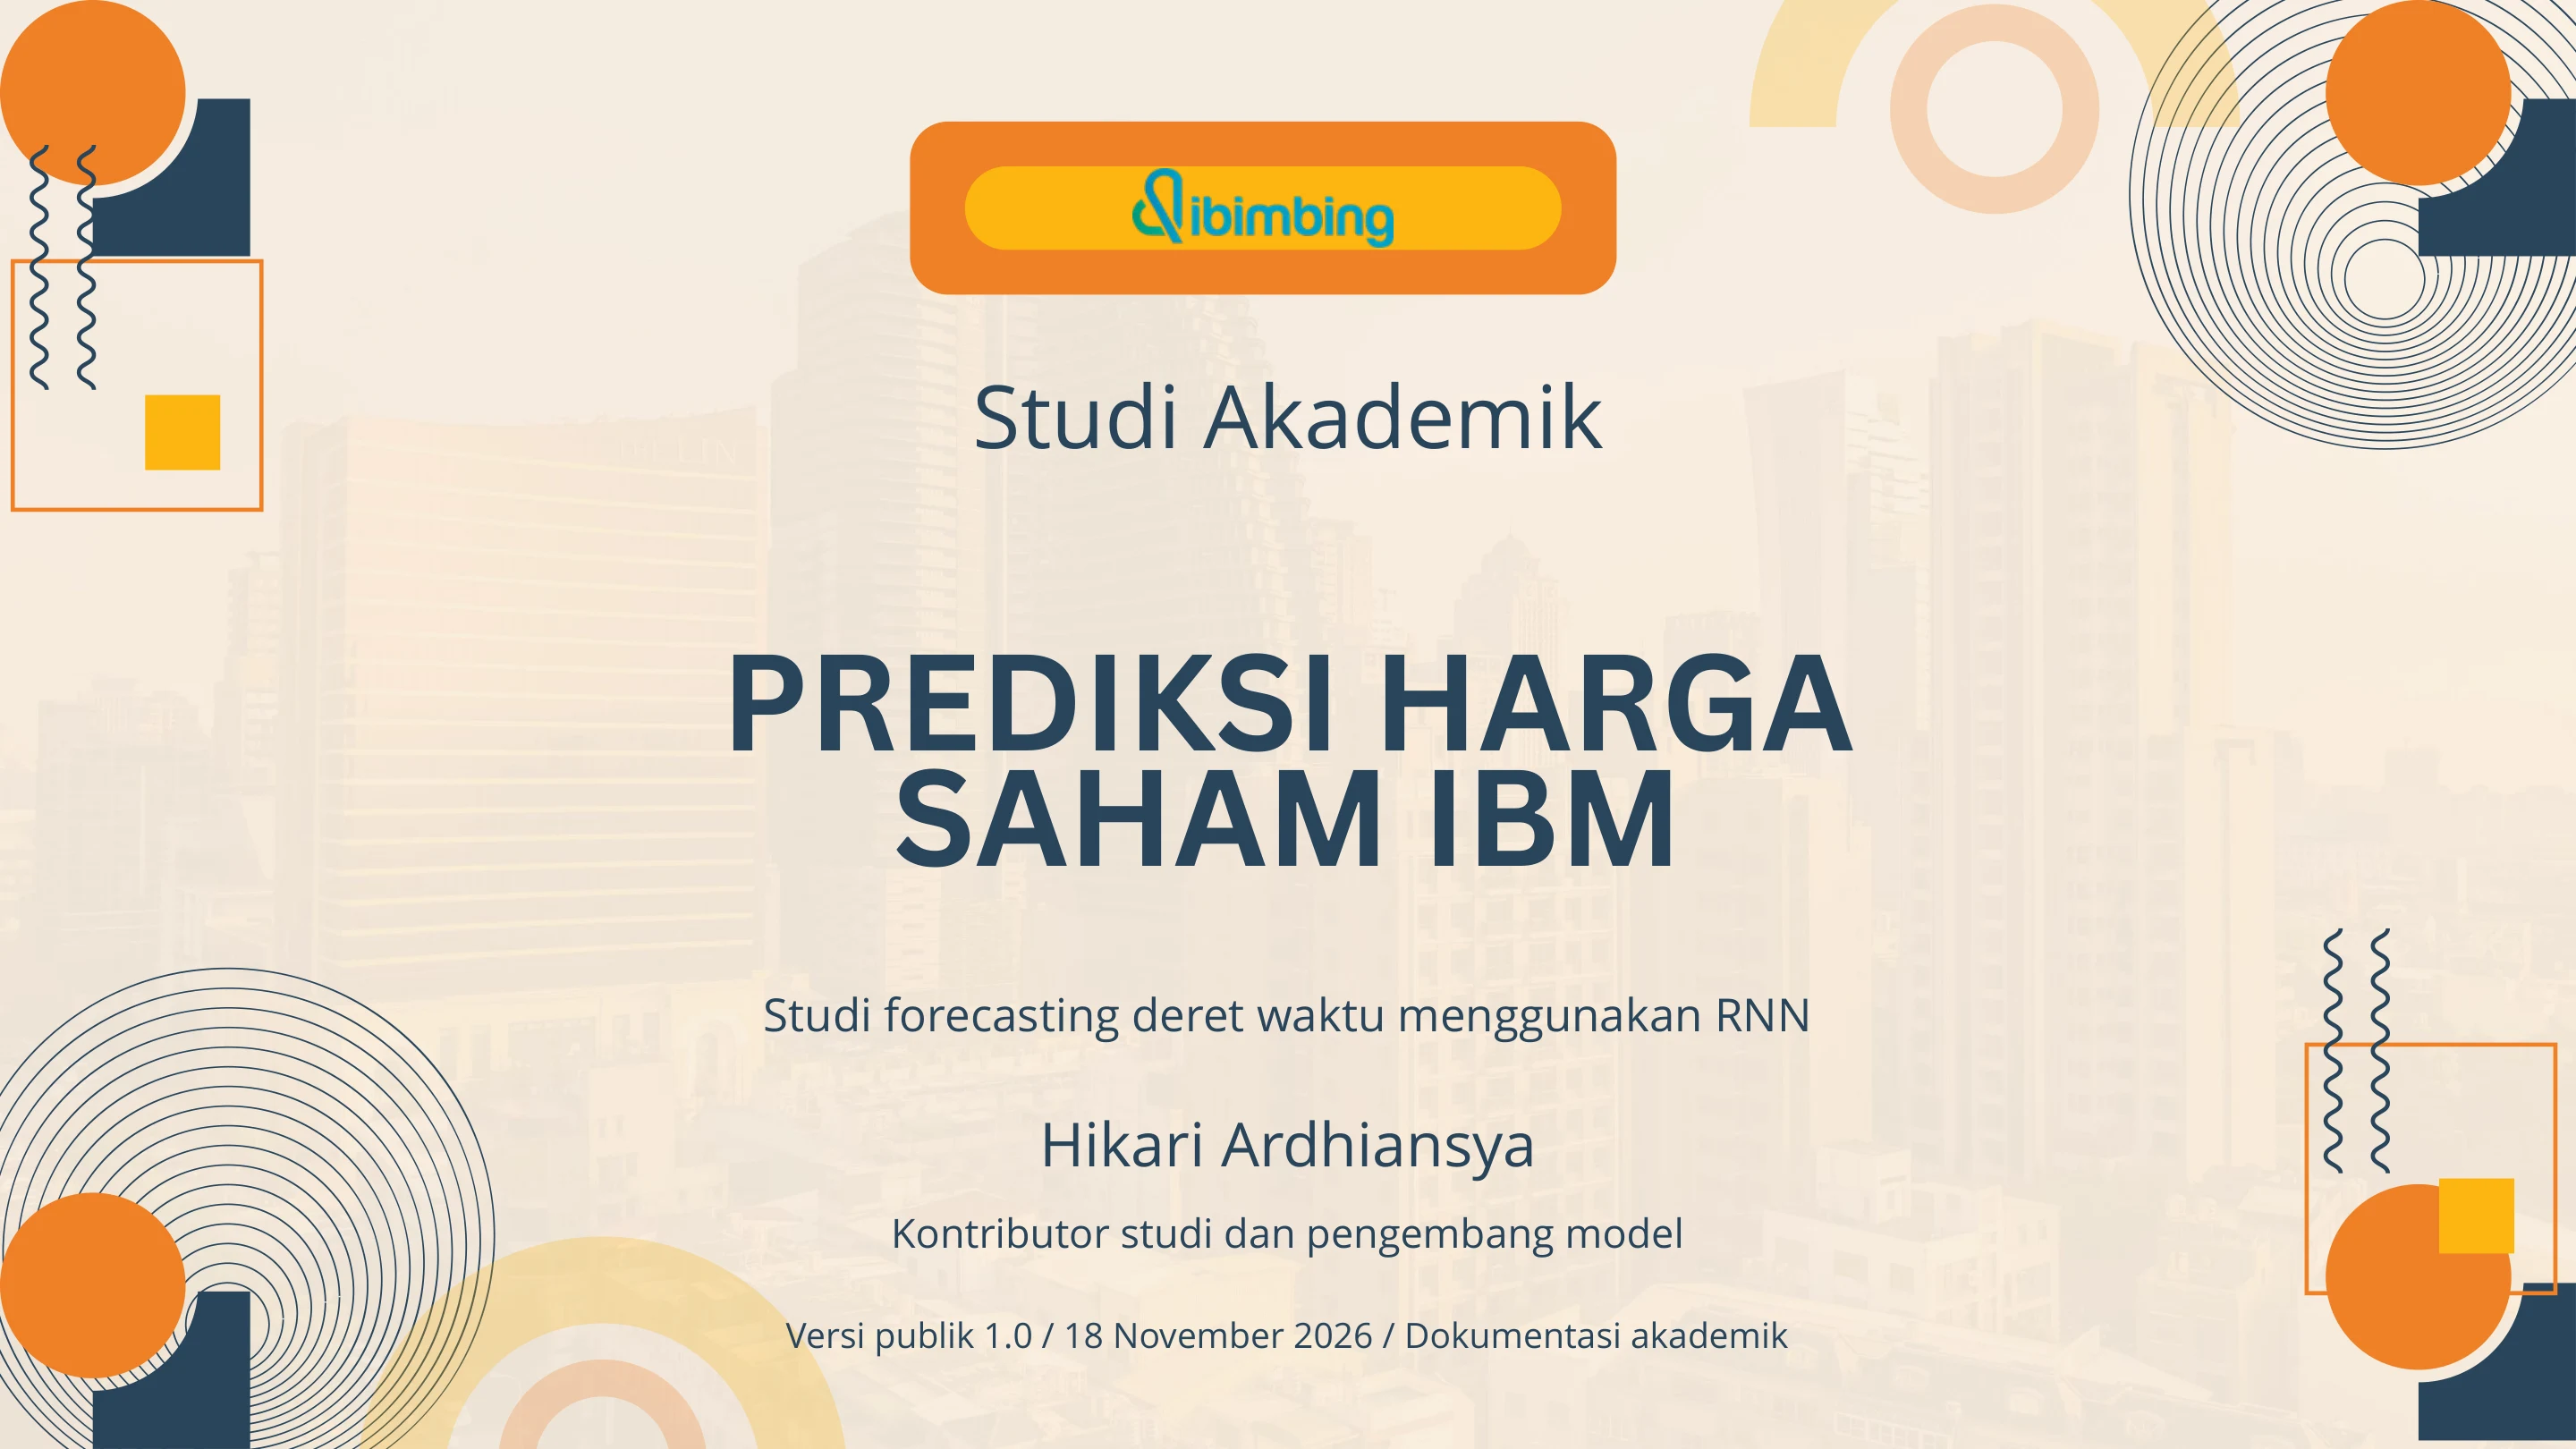 dibimbing
Studi Akademik
PREDIKSI HARGA
SAHAM IBM
Studi forecasting deret waktu menggunakan RNN
Hikari Ardhiansya
Kontributor studi dan pengembang model
Versi publik 1.0 / 18 November 2026 / Dokumentasi akademik